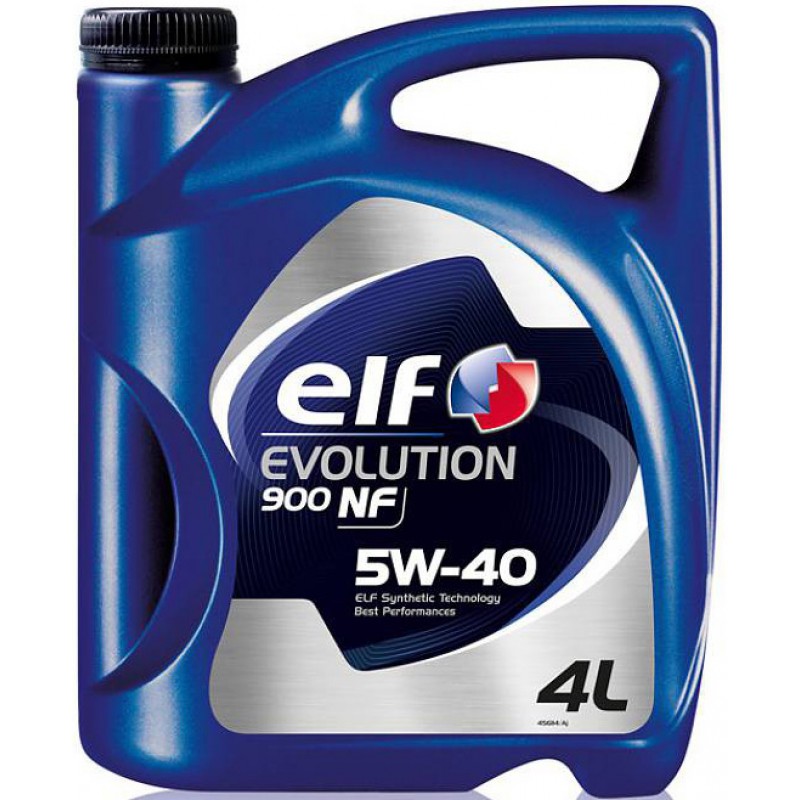 elf
EVOLUTION
900 NF
5W-40
ELF Synthetic Technology
Best Performances
4L